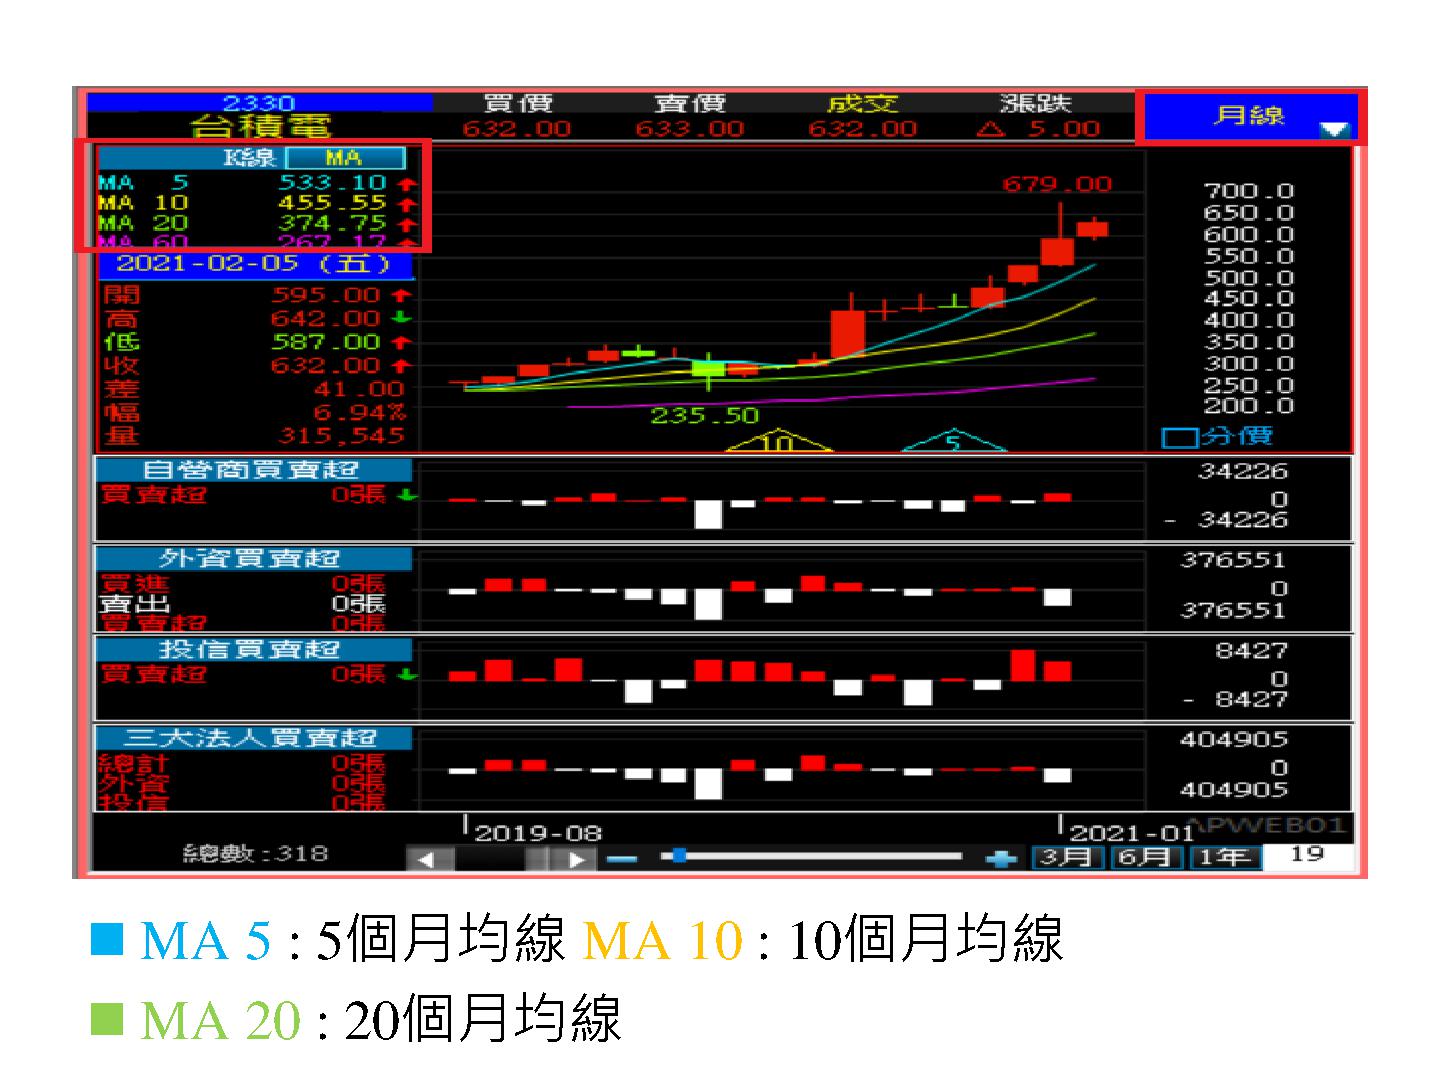 2330 買價 賣價 成交 漲跌 月線
台積電 632.00 633.00 632.00 △ 5.00
K線 MA
MA 5 533.10
MA 10 455.55
MA 20 374.75
MA 60 267.17
2021-02-05 (五)
開 595.00
高 642.00
低 587.00
收 632.00
差 41.00
幅 6.94%
量 315,545
679.00
235.50
10 5
700.0
650.0
600.0
550.0
500.0
450.0
400.0
350.0
300.0
250.0
200.0
分價
自營商買賣超
買賣超 0張
34226
0
- 34226
外資買賣超
買進 0張
賣出 0張
買賣超 0張
376551
0
376551
投信買賣超
買賣超 0張
8427
0
- 8427
三大法人買賣超
總計 0張
外資 0張
投信 0張
404905
0
404905
2019-08 2021-01 APWEB01
總數:318 3月 6月 1年 19
MA 5 : 5個月均線 MA 10 : 10個月均線
MA 20 : 20個月均線